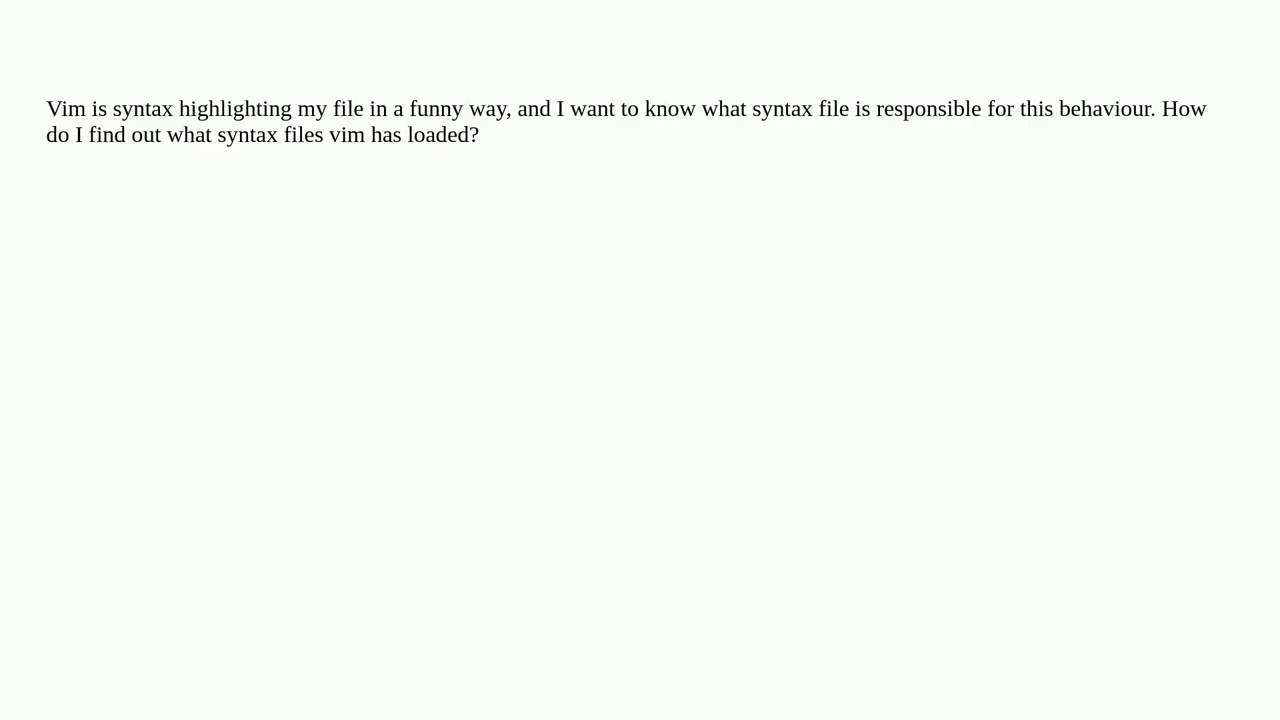 Vim is syntax highlighting my file in a funny way, and I want to know what syntax file is responsible for this behaviour. How
do I find out what syntax files vim has loaded?